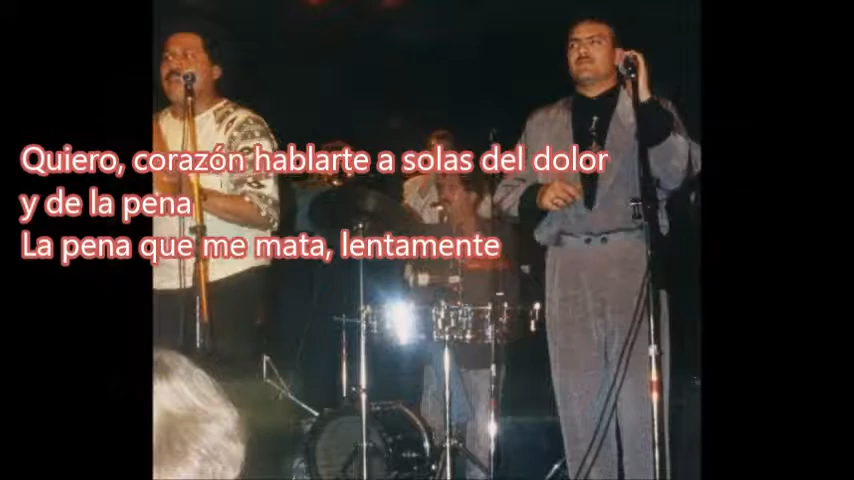 Quiero, corazón hablarte a solas del dolor
y de la pena
La pena que me mata, lentamente